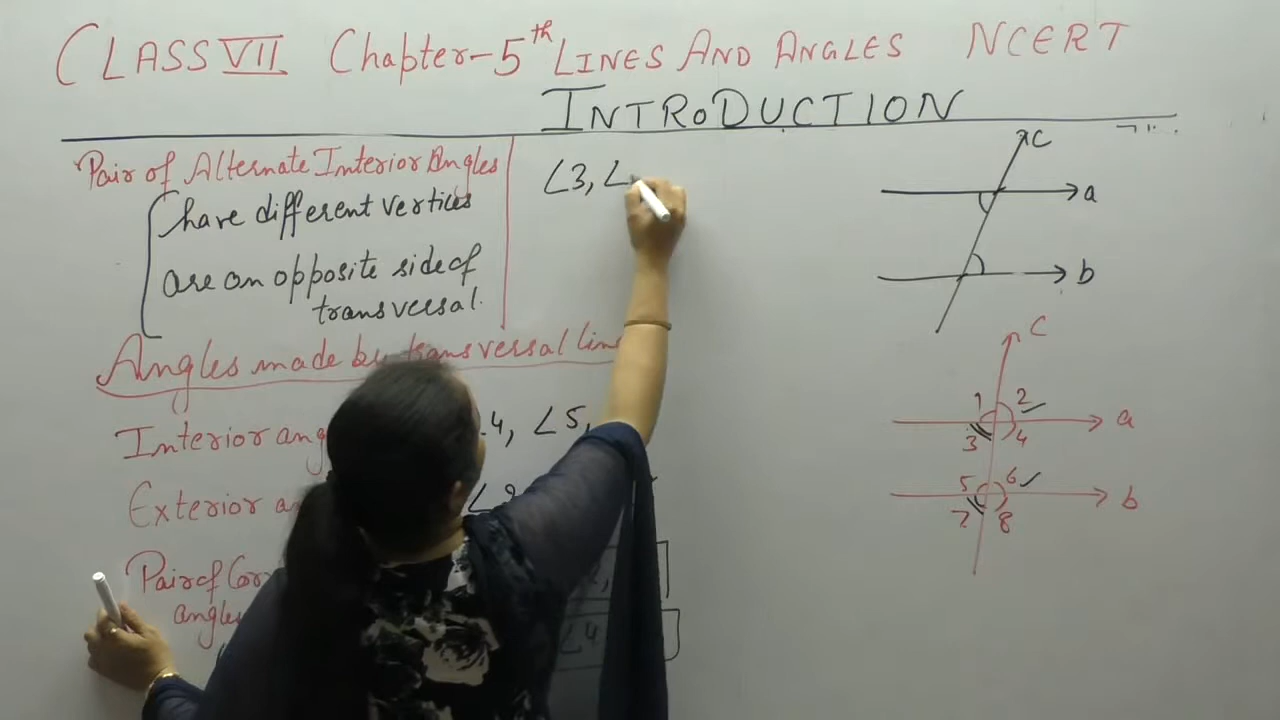 CLASS VII Chapter-5th LINES AND ANGLES NCERT
INTRODUCTION
Pair of Alternate Interior Angles
have different vertices
are on opposite side of
transversal.
∠3, ∠
c
a
b
Angles made by transversal line
Interior ang
4, ∠5,
Exterior a
Pair of Cor
angles
∠4
c
1 2
a
3 4
5 6
b
7 8